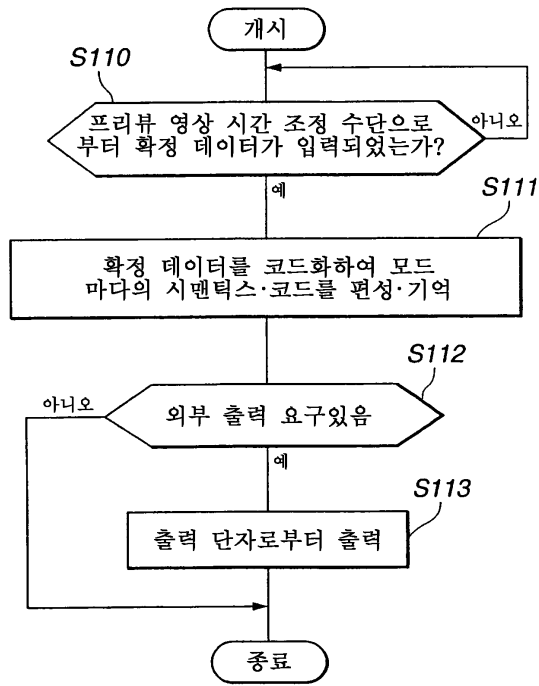 개시
S110
프리뷰 영상 시간 조정 수단으로
부터 확정 데이터가 입력되었는가?
아니오
예
S111
확정 데이터를 코드화하여 모드
마다의 시맨틱스·코드를 편성·기억
S112
아니오
외부 출력 요구있음
예
S113
출력 단자로부터 출력
종료